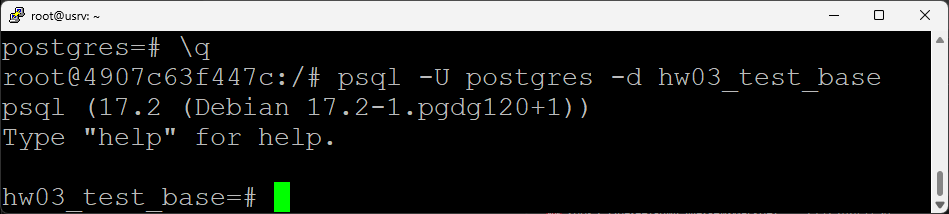 root@usrv: ~
postgres=# \q
root@4907c63f447c:/# psql -U postgres -d hw03_test_base
psql (17.2 (Debian 17.2-1.pgdg120+1))
Type "help" for help.
hw03_test_base=#